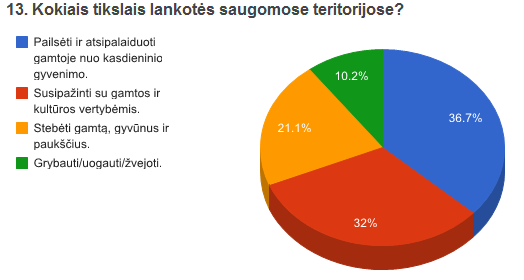 13. Kokiais tikslais lankotės saugomose teritorijose?
Pailsėti ir atsipalaiduoti
gamtoje nuo kasdieninio
gyvenimo.
Susipažinti su gamtos ir
kultūros vertybėmis.
Stebėti gamtą, gyvūnus ir
paukščius.
Grybauti/uogauti/žvejoti.
10.2%
36.7%
21.1%
32%